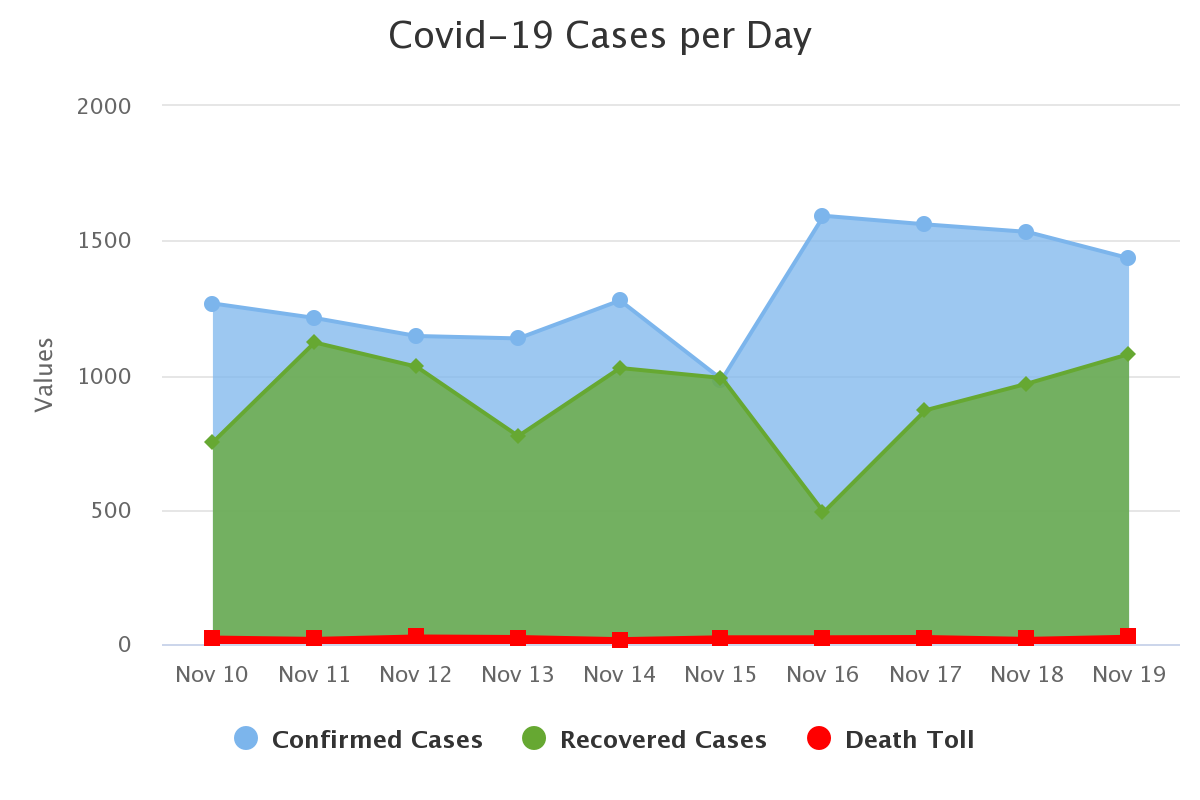 Covid-19 Cases per Day
2000
1500
1000
500
0
Values
Nov 10 Nov 11 Nov 12 Nov 13 Nov 14 Nov 15 Nov 16 Nov 17 Nov 18 Nov 19
Confirmed Cases Recovered Cases Death Toll